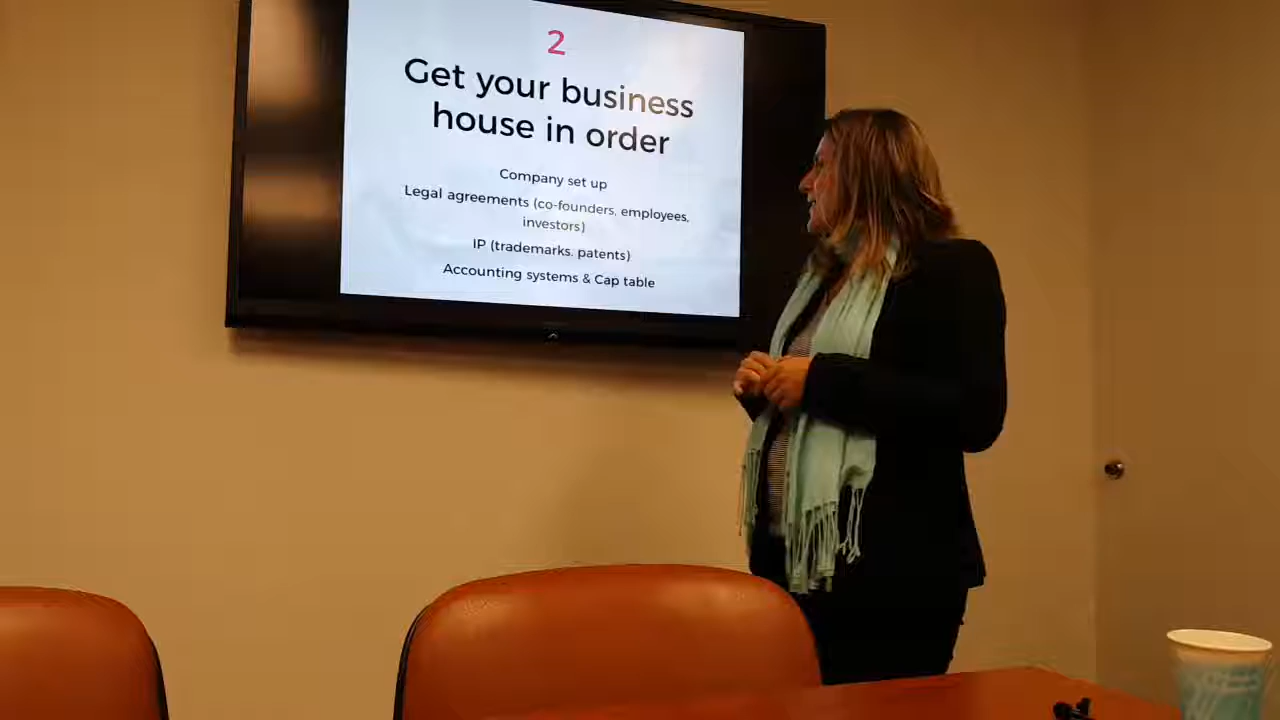 2
Get your business
house in order
Company set up
Legal agreements (co-founders, employees,
investors)
IP (trademarks, patents)
Accounting systems & Cap table